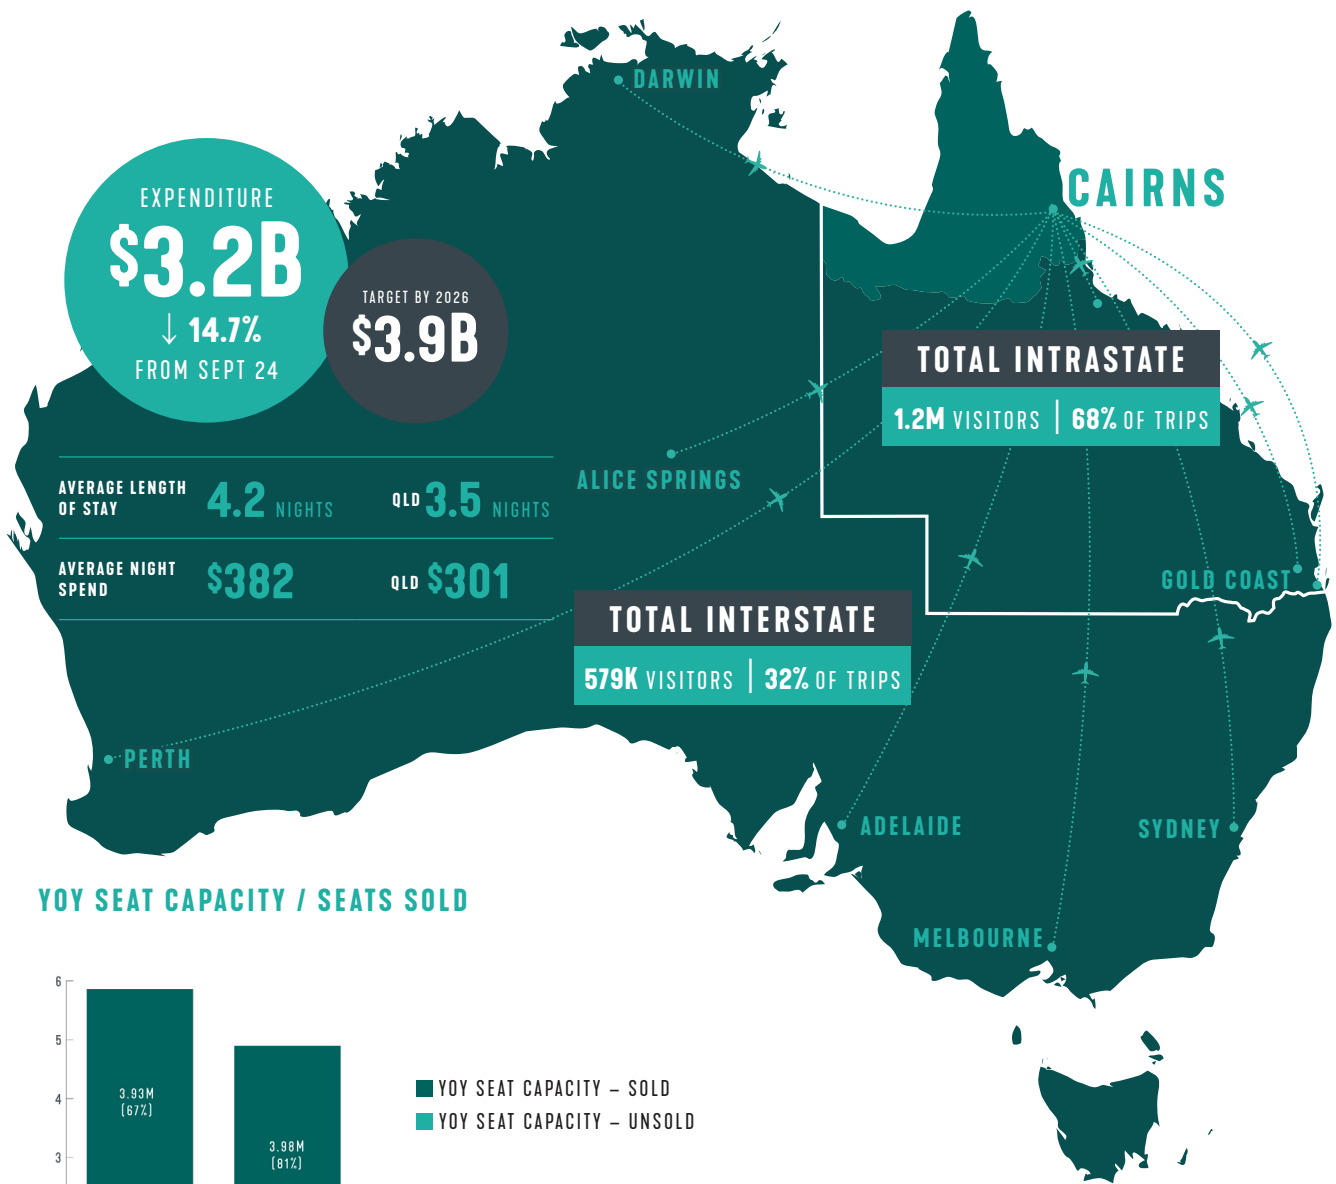 DARWIN
CAIRNS
EXPENDITURE
$3.2B
↓ 14.7%
FROM SEPT 24
TARGET BY 2026
$3.9B
TOTAL INTRASTATE
1.2M VISITORS | 68% OF TRIPS
ALICE SPRINGS
AVERAGE LENGTH
OF STAY
4.2 NIGHTS
QLD 3.5 NIGHTS
AVERAGE NIGHT
SPEND
$382
QLD $301
GOLD COAST
TOTAL INTERSTATE
579K VISITORS | 32% OF TRIPS
PERTH
ADELAIDE
SYDNEY
MELBOURNE
YOY SEAT CAPACITY / SEATS SOLD
6
5
4
3
3.93M
(67%)
3.98M
(81%)
YOY SEAT CAPACITY – SOLD
YOY SEAT CAPACITY – UNSOLD